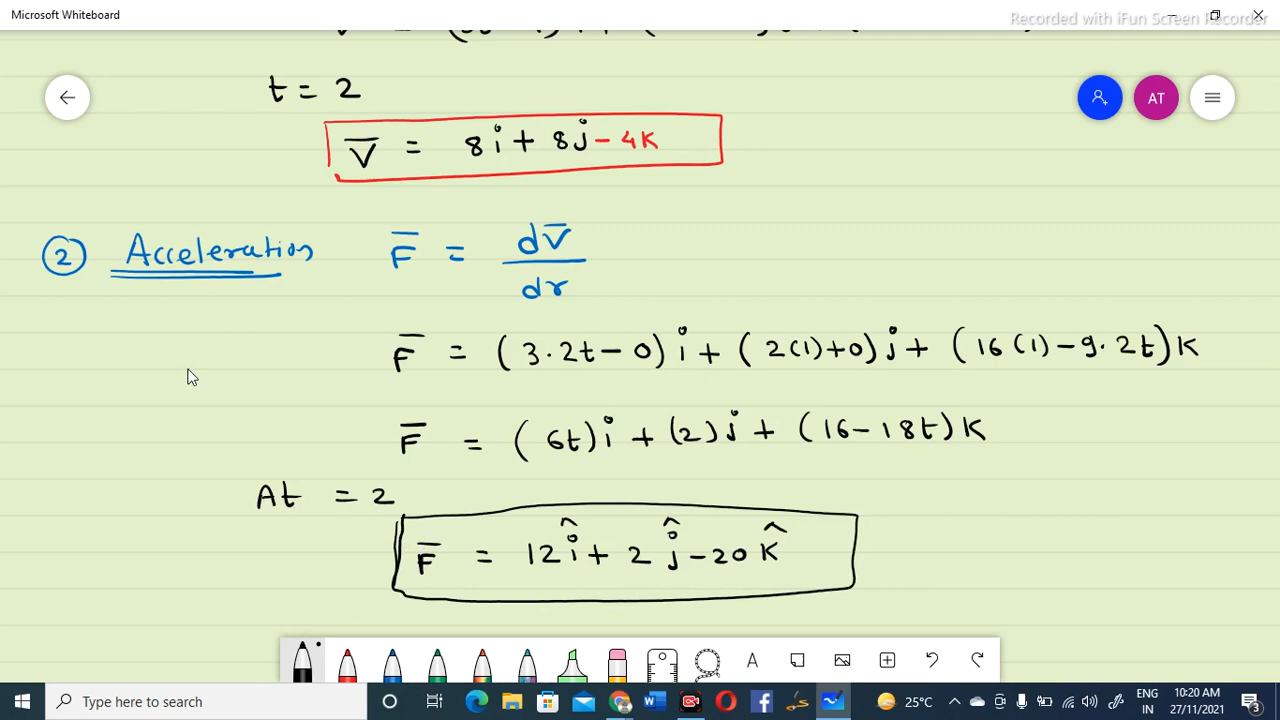 Microsoft Whiteboard
Recorded with iFun Screen Recorder
t = 2
V̅ = 8i + 8j - 4k
AT
② Acceleration F̅ = dV̅/dr
F̅ = (3·2t - 0)i + (2(1)+0)j + (16(1) - 9·2t)k
F̅ = (6t)i + (2)j + (16 - 18t)k
At = 2
F̅ = 12î + 2ĵ - 20k̂
A
Type here to search
W
25°C
ENG
IN
10:20 AM
27/11/2021
3